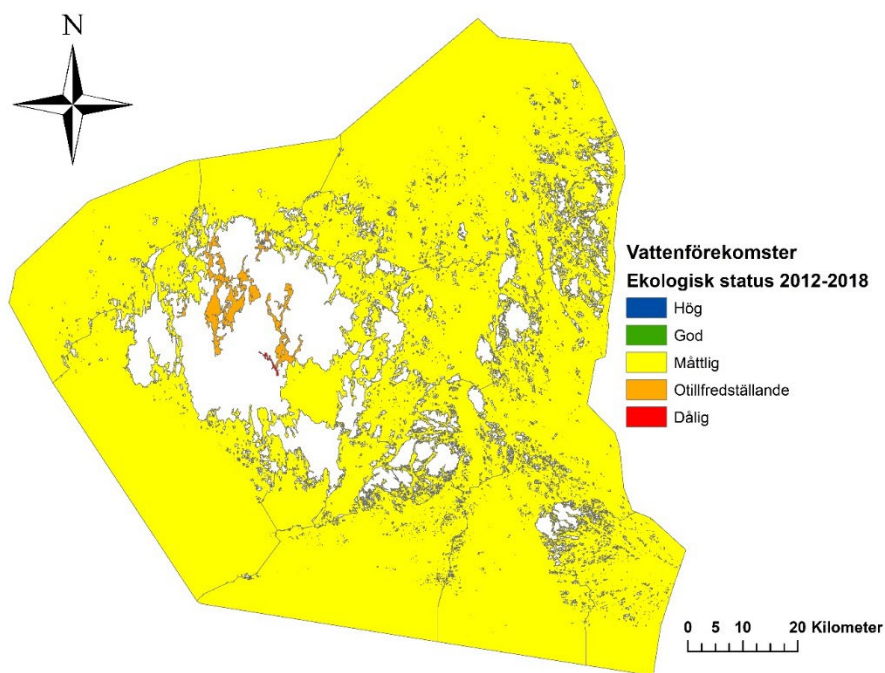 N
Vattenförekomster
Ekologisk status 2012-2018
Hög
God
Måttlig
Otillfredställande
Dålig
0 5 10 20 Kilometer